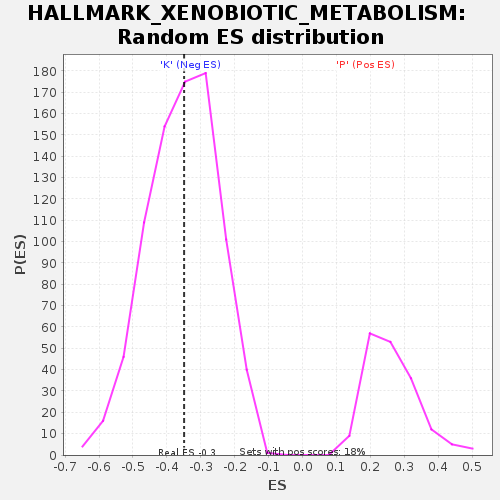 HALLMARK_XENOBIOTIC_METABOLISM:
Random ES distribution
'K' (Neg ES)
'P' (Pos ES)
180
170
160
150
140
130
120
110
100
90
80
70
60
50
40
30
20
10
0
P(ES)
Real ES -0.3
Sets with pos scores: 18%
-0.7 -0.6 -0.5 -0.4 -0.3 -0.2 -0.1 0.0 0.1 0.2 0.3 0.4 0.5
ES